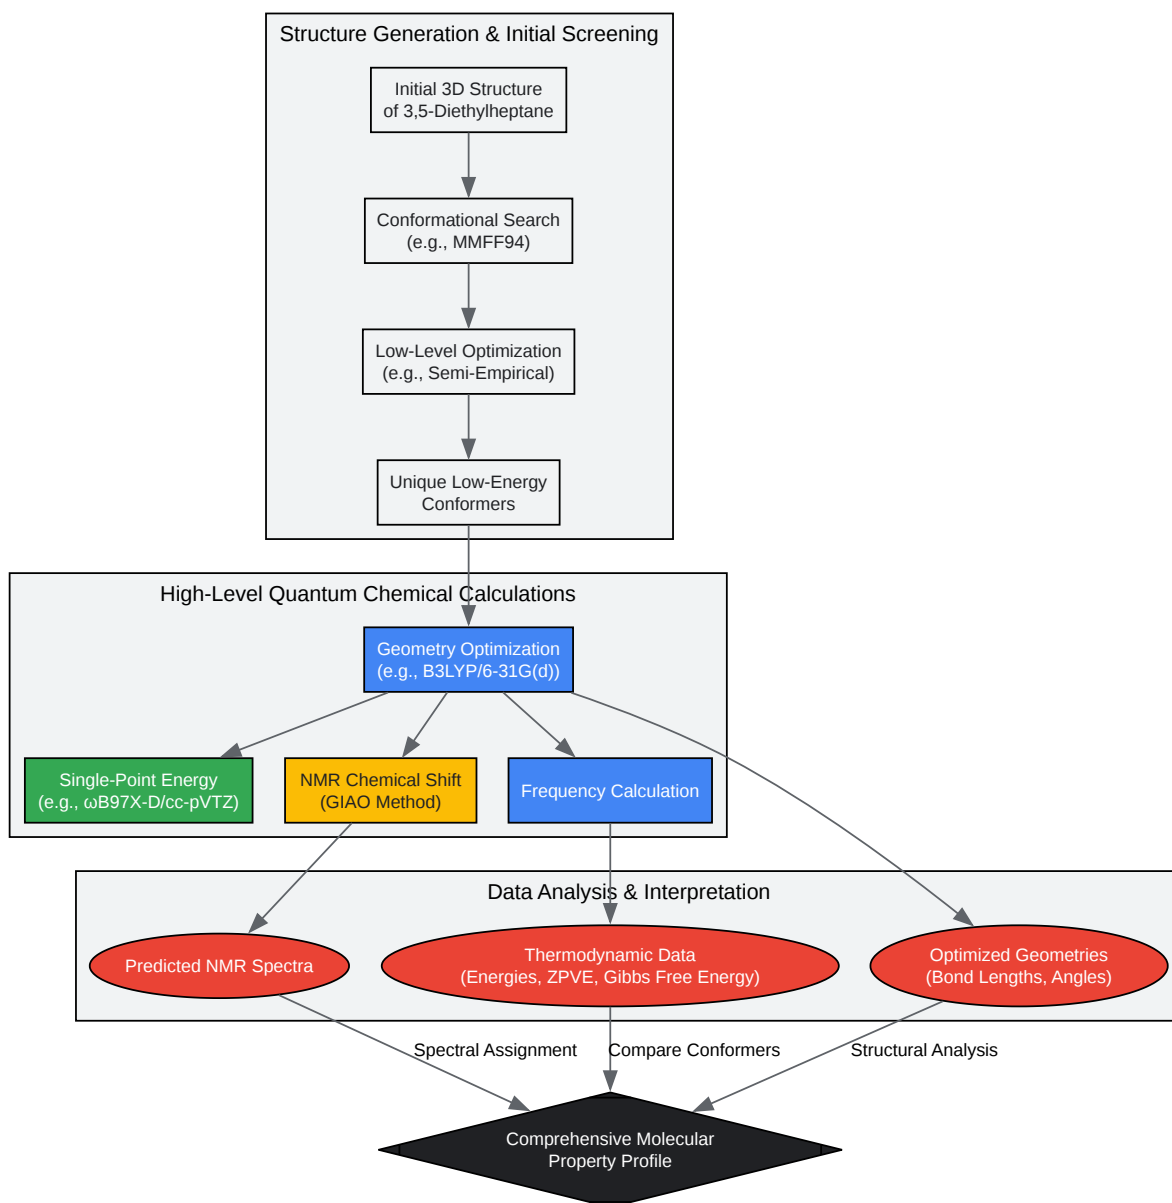 Structure Generation & Initial Screening
Initial 3D Structure
of 3,5-Diethylheptane
Conformational Search
(e.g., MMFF94)
Low-Level Optimization
(e.g., Semi-Empirical)
Unique Low-Energy
Conformers
High-Level Quantum Chemical Calculations
Geometry Optimization
(e.g., B3LYP/6-31G(d))
Single-Point Energy
(e.g., ωB97X-D/cc-pVTZ)
NMR Chemical Shift
(GIAO Method)
Frequency Calculation
Data Analysis & Interpretation
Predicted NMR Spectra
Thermodynamic Data
(Energies, ZPVE, Gibbs Free Energy)
Optimized Geometries
(Bond Lengths, Angles)
Spectral Assignment
Compare Conformers
Structural Analysis
Comprehensive Molecular
Property Profile